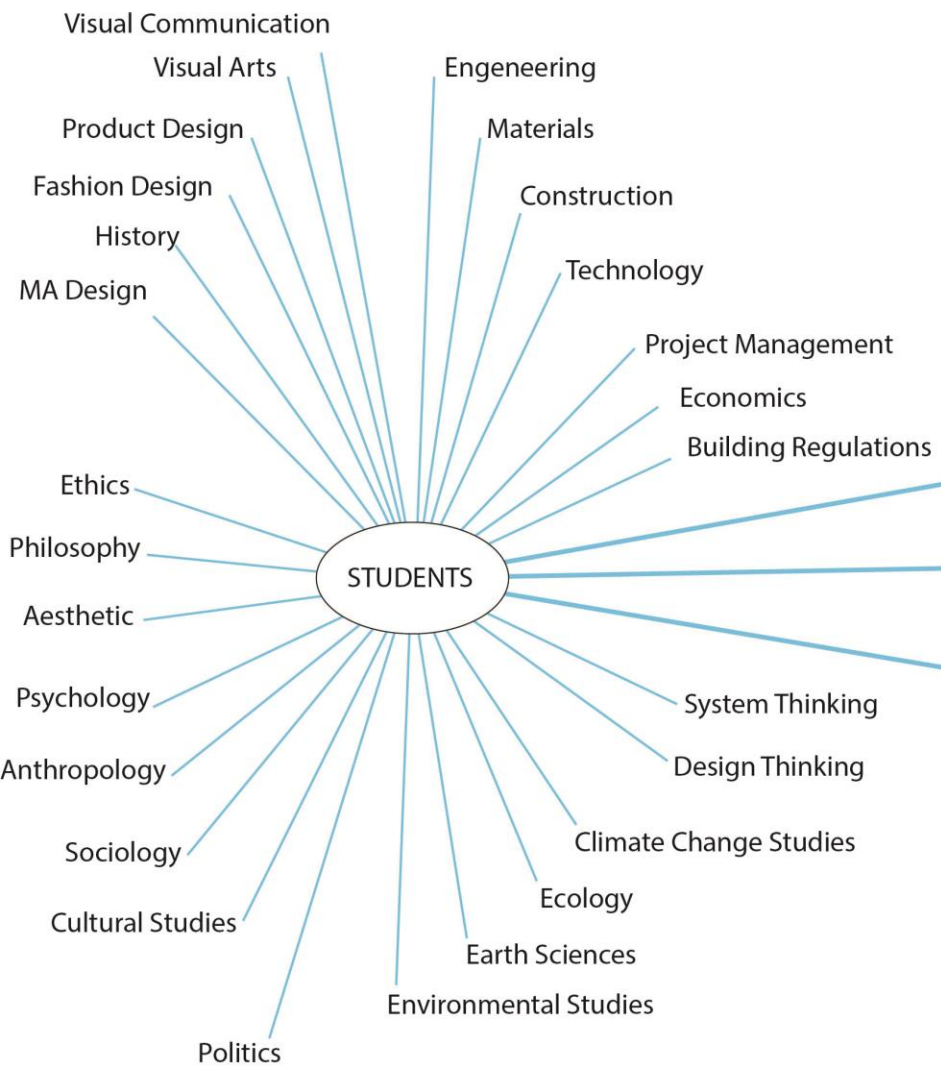 Visual Communication
Visual Arts
Engeneering
Product Design
Materials
Fashion Design
Construction
History
Technology
MA Design
Project Management
Economics
Building Regulations
Ethics
Philosophy
STUDENTS
Aesthetic
Psychology
System Thinking
Anthropology
Design Thinking
Sociology
Climate Change Studies
Ecology
Cultural Studies
Earth Sciences
Environmental Studies
Politics